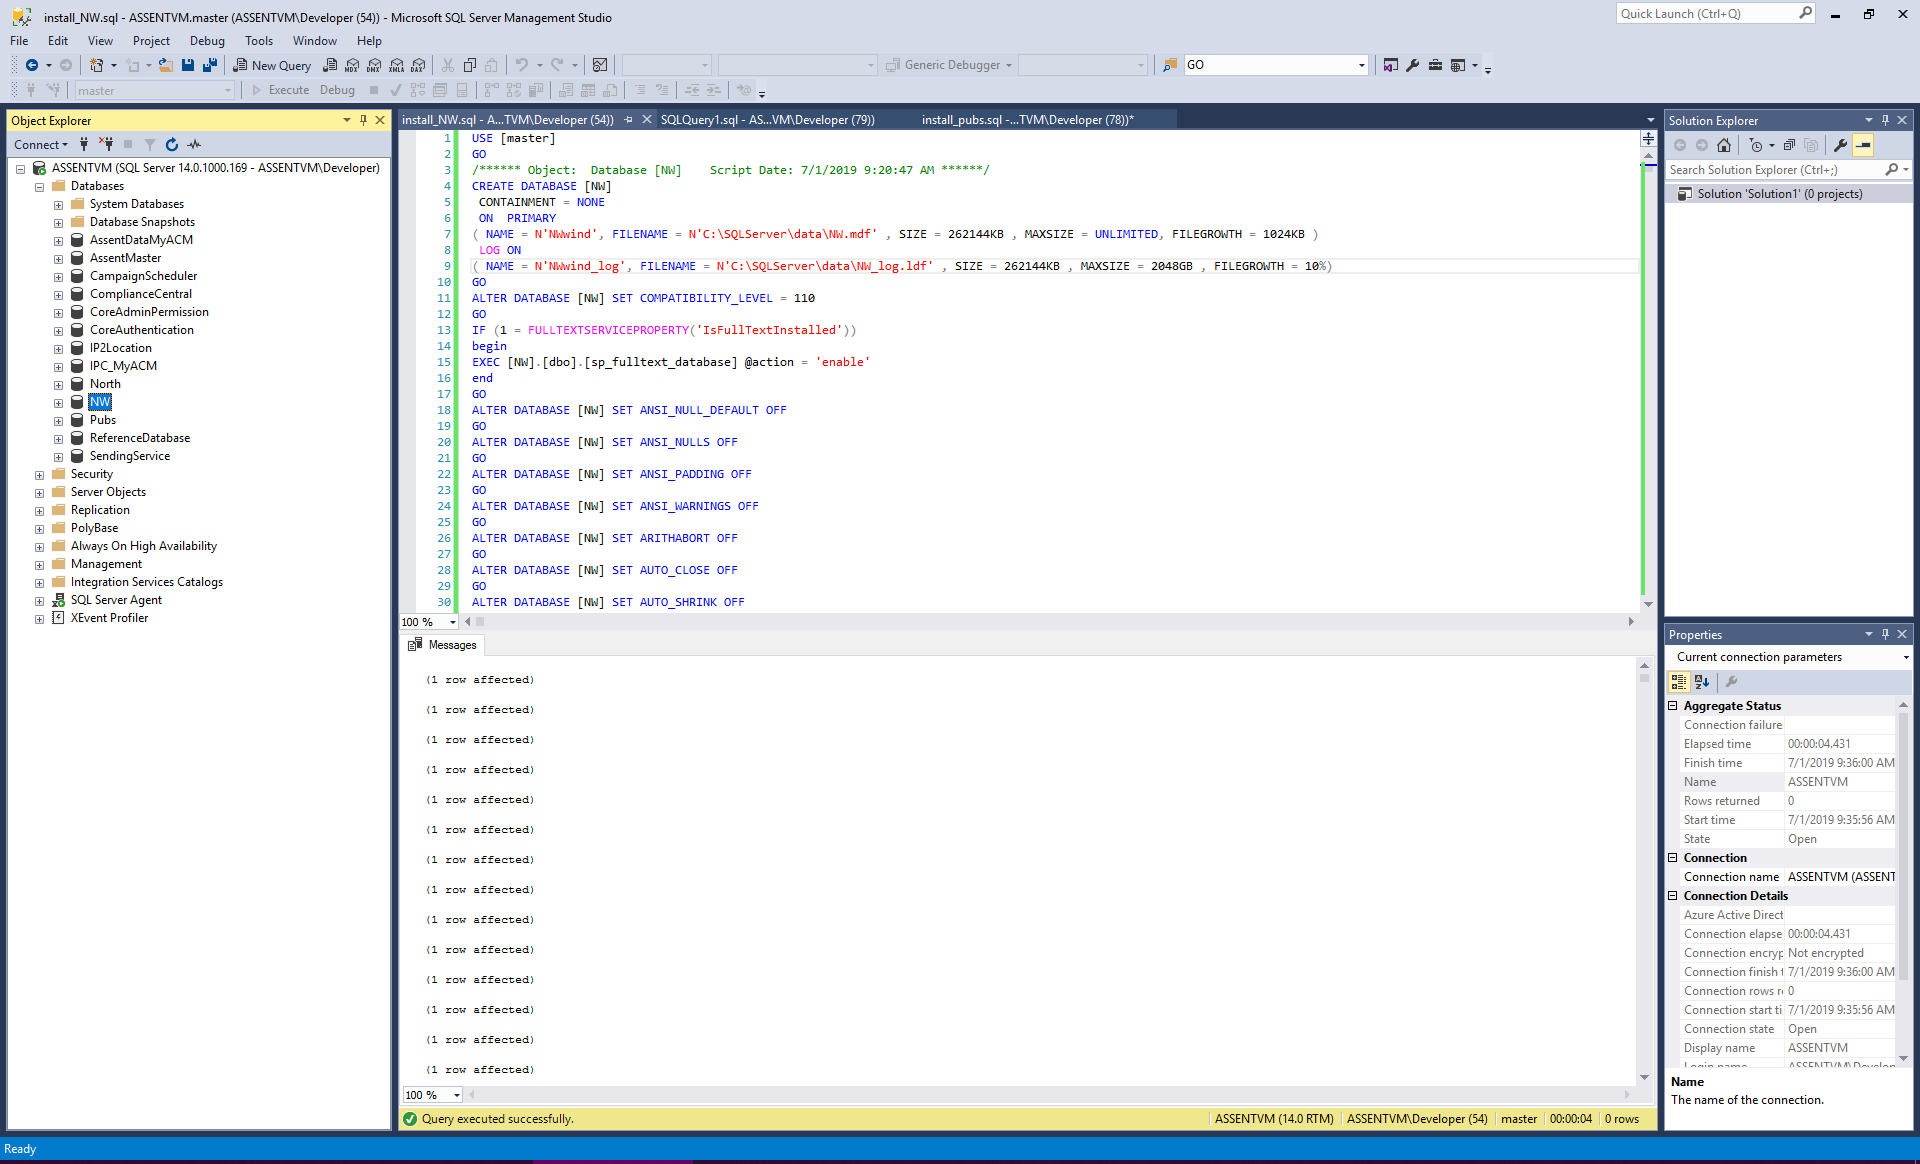 install_NW.sql - ASSENTVM.master (ASSENTVM\Developer (54)) - Microsoft SQL Server Management Studio
Quick Launch (Ctrl+Q)
File Edit View Project Debug Tools Window Help
New Query
MDX DMX XMLA DAX
Generic Debugger
GO
master
Execute Debug
Object Explorer
Connect
ASSENTVM (SQL Server 14.0.1000.169 - ASSENTVM\Developer)
Databases
System Databases
Database Snapshots
AssentDataMyACM
AssentMaster
CampaignScheduler
ComplianceCentral
CoreAdminPermission
CoreAuthentication
IP2Location
IPC_MyACM
North
NW
Pubs
ReferenceDatabase
SendingService
Security
Server Objects
Replication
PolyBase
Always On High Availability
Management
Integration Services Catalogs
SQL Server Agent
XEvent Profiler
install_NW.sql - A...TVM\Developer (54)) SQLQuery1.sql - AS...VM\Developer (79)) install_pubs.sql -...TVM\Developer (78))*
1 USE [master]
2 GO
3 /****** Object:  Database [NW]    Script Date: 7/1/2019 9:20:47 AM ******/
4 CREATE DATABASE [NW]
5  CONTAINMENT = NONE
6  ON  PRIMARY
7 ( NAME = N'NWwind', FILENAME = N'C:\SQLServer\data\NW.mdf' , SIZE = 262144KB , MAXSIZE = UNLIMITED, FILEGROWTH = 1024KB )
8  LOG ON
9 ( NAME = N'NWwind_log', FILENAME = N'C:\SQLServer\data\NW_log.ldf' , SIZE = 262144KB , MAXSIZE = 2048GB , FILEGROWTH = 10%)
10 GO
11 ALTER DATABASE [NW] SET COMPATIBILITY_LEVEL = 110
12 GO
13 IF (1 = FULLTEXTSERVICEPROPERTY('IsFullTextInstalled'))
14 begin
15 EXEC [NW].[dbo].[sp_fulltext_database] @action = 'enable'
16 end
17 GO
18 ALTER DATABASE [NW] SET ANSI_NULL_DEFAULT OFF
19 GO
20 ALTER DATABASE [NW] SET ANSI_NULLS OFF
21 GO
22 ALTER DATABASE [NW] SET ANSI_PADDING OFF
23 GO
24 ALTER DATABASE [NW] SET ANSI_WARNINGS OFF
25 GO
26 ALTER DATABASE [NW] SET ARITHABORT OFF
27 GO
28 ALTER DATABASE [NW] SET AUTO_CLOSE OFF
29 GO
30 ALTER DATABASE [NW] SET AUTO_SHRINK OFF
100 %
Messages
(1 row affected)
(1 row affected)
(1 row affected)
(1 row affected)
(1 row affected)
(1 row affected)
(1 row affected)
(1 row affected)
(1 row affected)
(1 row affected)
(1 row affected)
(1 row affected)
(1 row affected)
(1 row affected)
100 %
Query executed successfully.
ASSENTVM (14.0 RTM) ASSENTVM\Developer (54) master 00:00:04 0 rows
Solution Explorer
Search Solution Explorer (Ctrl+;)
Solution 'Solution1' (0 projects)
Properties
Current connection parameters
Aggregate Status
Connection failure
Elapsed time 00:00:04.431
Finish time 7/1/2019 9:36:00 AM
Name ASSENTVM
Rows returned 0
Start time 7/1/2019 9:35:56 AM
State Open
Connection
Connection name ASSENTVM (ASSENT
Connection Details
Azure Active Direct
Connection elapse 00:00:04.431
Connection encryp Not encrypted
Connection finish t 7/1/2019 9:36:00 AM
Connection rows r 0
Connection start ti 7/1/2019 9:35:56 AM
Connection state Open
Display name ASSENTVM
Login name ASSENTVM\Develop
Name
The name of the connection.
Ready